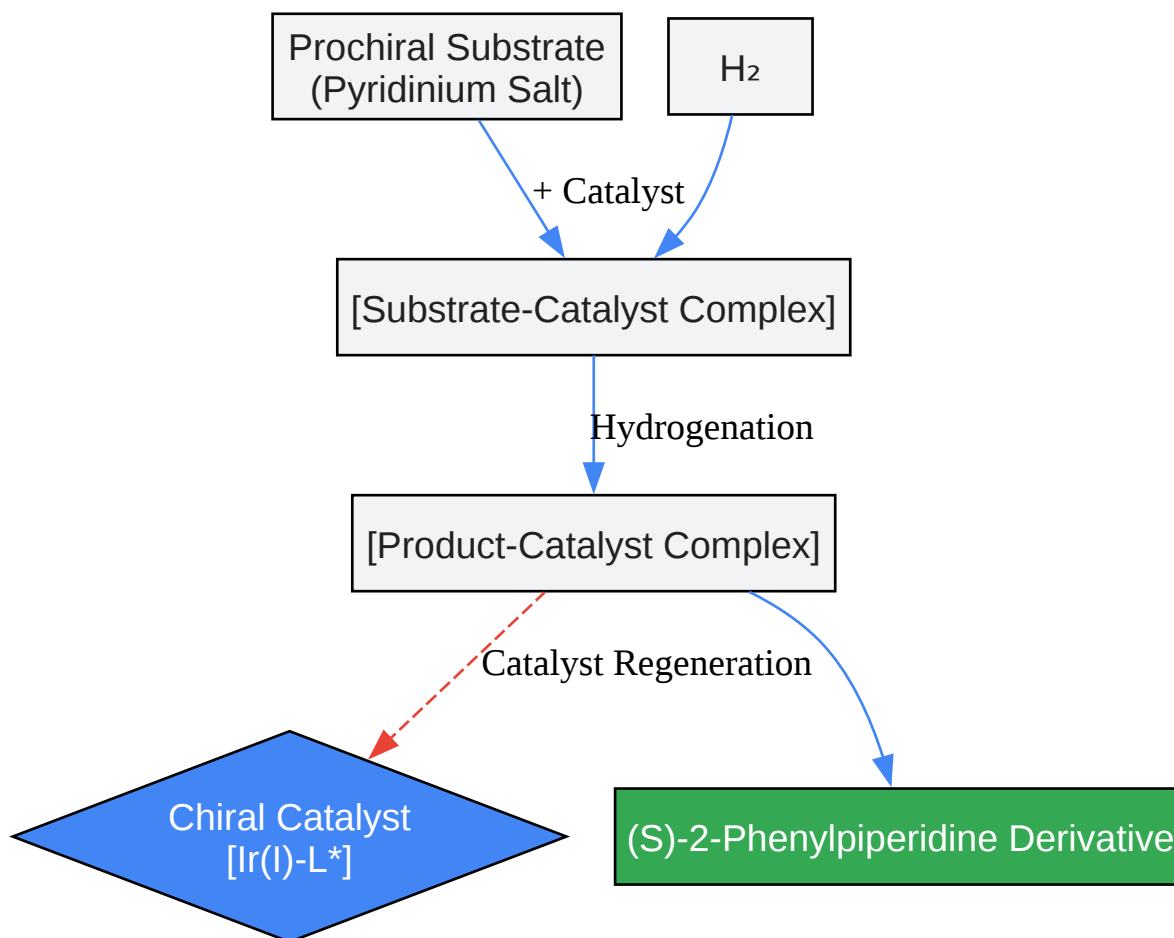 Prochiral Substrate
(Pyridinium Salt)
H₂
+ Catalyst
[Substrate-Catalyst Complex]
Hydrogenation
[Product-Catalyst Complex]
Catalyst Regeneration
Chiral Catalyst
[Ir(I)-L*]
(S)-2-Phenylpiperidine Derivative